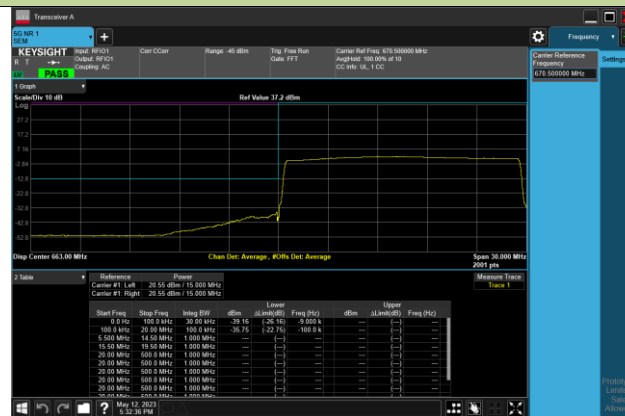 Transceiver A
5G NR 1
SEM
+
Frequency
KEYSIGHT
Input: RFIO1
Output: RFIO1
Coupling: AC
Corr CCorr
Range: -45 dBm
Trig: Free Run
Gate: FFT
Carrier Ref Freq: 670.500000 MHz
Avg|Hold: 100.00% of 10
CC Info: UL, 1 CC
R T
PASS
Carrier Reference
Frequency
670.500000 MHz
Settings
1 Graph
Scale/Div 10 dB
Ref Value 37.2 dBm
Log
27.2
17.2
7.16
-2.84
-12.8
-22.8
-32.8
-42.8
-52.8
Disp Center 663.00 MHz
Chan Det: Average , #Offs Det: Average
Span 30.000 MHz
2001 pts
2 Table
Reference Power
Carrier #1: Left 20.55 dBm / 15.000 MHz
Carrier #1: Right 20.55 dBm / 15.000 MHz
Measure Trace
Trace 1
Lower Upper
Start Freq Stop Freq Integ BW dBm ΔLimit(dB) Freq (Hz) dBm ΔLimit(dB) Freq (Hz)
0.0 Hz 100.0 kHz 30.00 kHz -39.16 (-26.16) -9.000 k --- (---) ---
100.0 kHz 20.00 MHz 100.0 kHz -35.75 (-22.75) -100.0 k --- (---) ---
5.500 MHz 14.50 MHz 1.000 MHz --- (---) --- --- (---) ---
15.50 MHz 19.50 MHz 1.000 MHz --- (---) --- --- (---) ---
20.00 MHz 500.0 MHz 1.000 MHz --- (---) --- --- (---) ---
20.00 MHz 500.0 MHz 1.000 MHz --- (---) --- --- (---) ---
20.00 MHz 500.0 MHz 1.000 MHz --- (---) --- --- (---) ---
20.00 MHz 500.0 MHz 1.000 MHz --- (---) --- --- (---) ---
20.00 MHz 500.0 MHz 1.000 MHz --- (---) --- --- (---) ---
?
May 12, 2023
5:32:36 PM